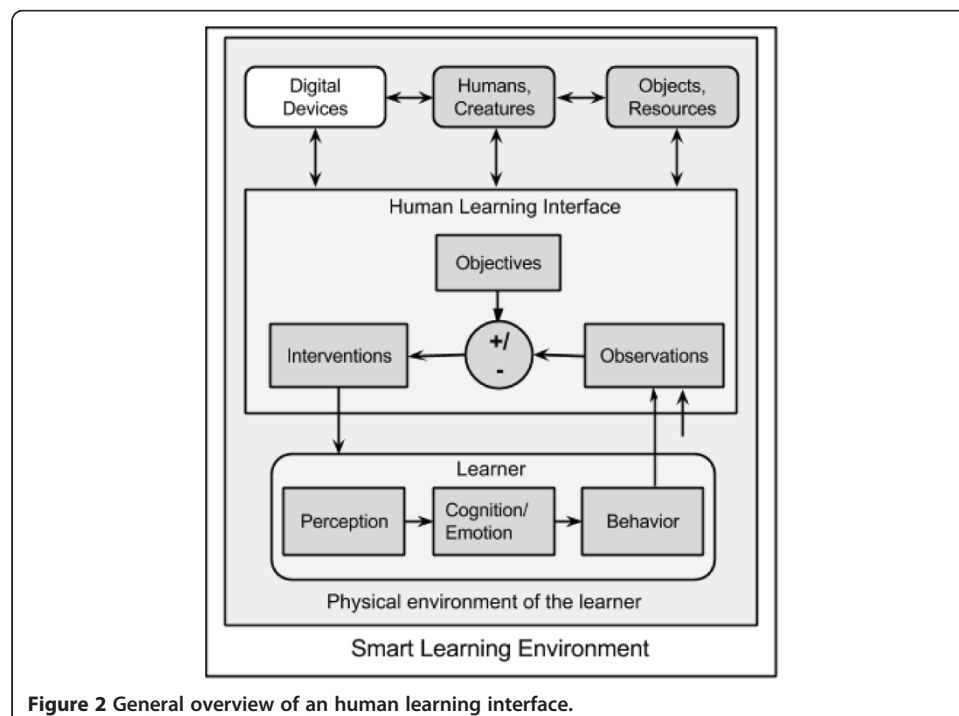 Digital
Devices
Humans,
Creatures
Objects,
Resources
Human Learning Interface
Objectives
+/
-
Interventions
Observations
Learner
Perception
Cognition/
Emotion
Behavior
Physical environment of the learner
Smart Learning Environment
Figure 2 General overview of an human learning interface.